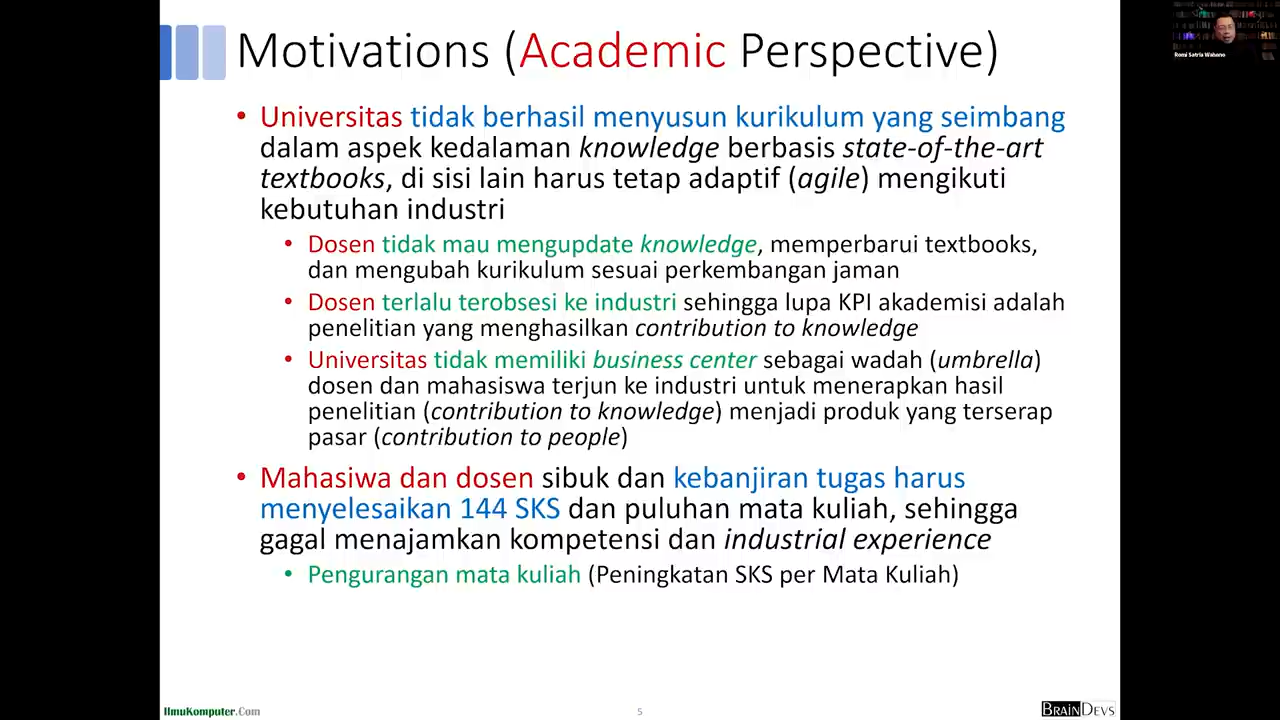 Motivations (Academic Perspective)
Romi Satria Wahono
• Universitas tidak berhasil menyusun kurikulum yang seimbang
dalam aspek kedalaman knowledge berbasis state-of-the-art
textbooks, di sisi lain harus tetap adaptif (agile) mengikuti
kebutuhan industri
• Dosen tidak mau mengupdate knowledge, memperbarui textbooks,
dan mengubah kurikulum sesuai perkembangan jaman
• Dosen terlalu terobsesi ke industri sehingga lupa KPI akademisi adalah
penelitian yang menghasilkan contribution to knowledge
• Universitas tidak memiliki business center sebagai wadah (umbrella)
dosen dan mahasiswa terjun ke industri untuk menerapkan hasil
penelitian (contribution to knowledge) menjadi produk yang terserap
pasar (contribution to people)
• Mahasiwa dan dosen sibuk dan kebanjiran tugas harus
menyelesaikan 144 SKS dan puluhan mata kuliah, sehingga
gagal menajamkan kompetensi dan industrial experience
• Pengurangan mata kuliah (Peningkatan SKS per Mata Kuliah)
IlmuKomputer.Com
5
BRAINDEVS